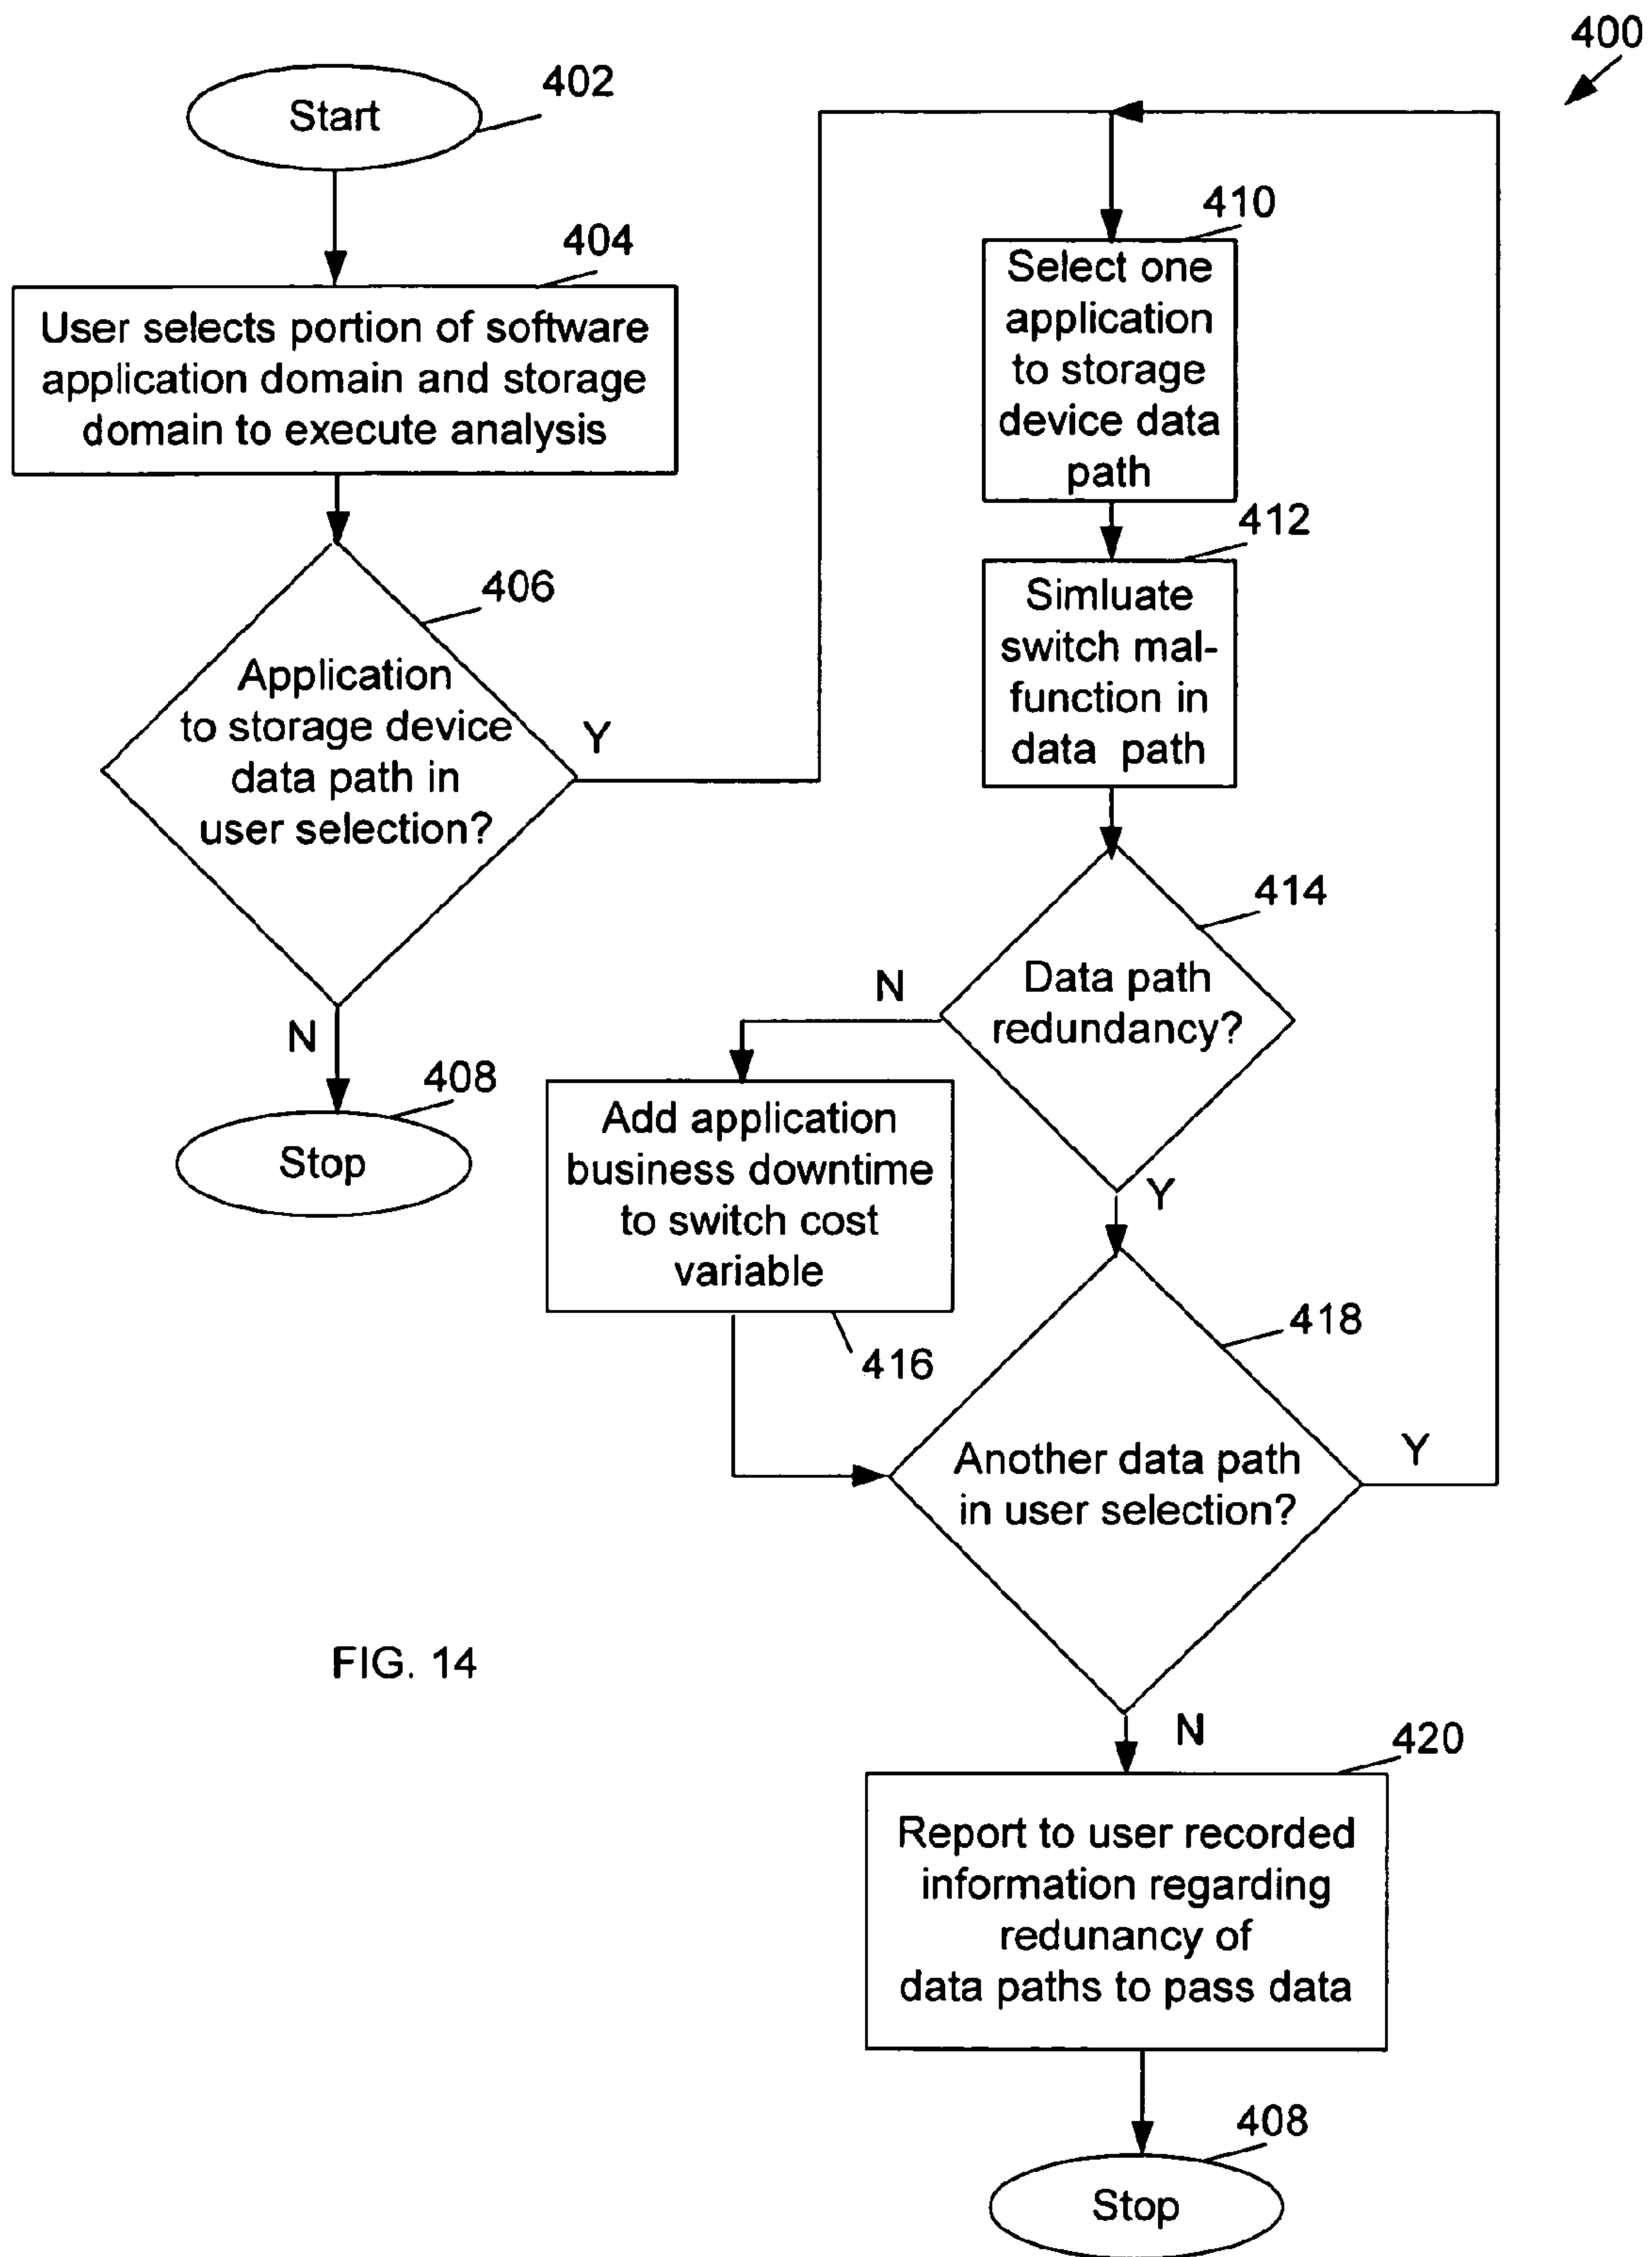 400
Start
402
404
User selects portion of software
application domain and storage
domain to execute analysis
406
Application
to storage device
data path in
user selection?
Y
N
408
Stop
410
Select one
application
to storage
device data
path
412
Simluate
switch mal-
function in
data path
414
Data path
redundancy?
N
Y
Add application
business downtime
to switch cost
variable
416
418
Another data path
in user selection?
Y
N
420
Report to user recorded
information regarding
redunancy of
data paths to pass data
408
Stop
FIG. 14